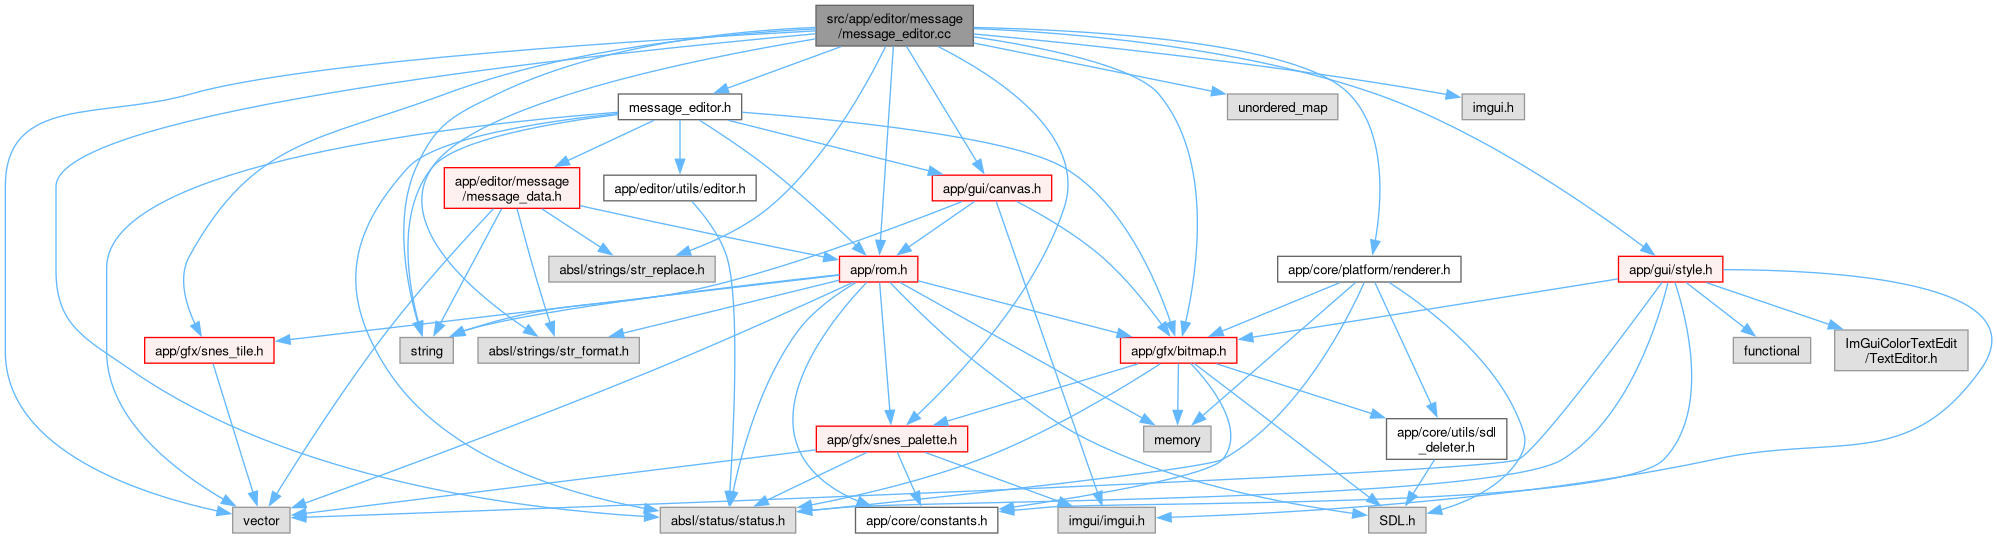 src/app/editor/message
/message_editor.cc
message_editor.h
unordered_map
imgui.h
app/editor/message
/message_data.h
app/editor/utils/editor.h
app/gui/canvas.h
absl/strings/str_replace.h
app/rom.h
app/core/platform/renderer.h
app/gui/style.h
app/gfx/snes_tile.h
string
absl/strings/str_format.h
app/gfx/bitmap.h
functional
ImGuiColorTextEdit
/TextEditor.h
app/gfx/snes_palette.h
memory
app/core/utils/sdl
_deleter.h
vector
absl/status/status.h
app/core/constants.h
imgui/imgui.h
SDL.h